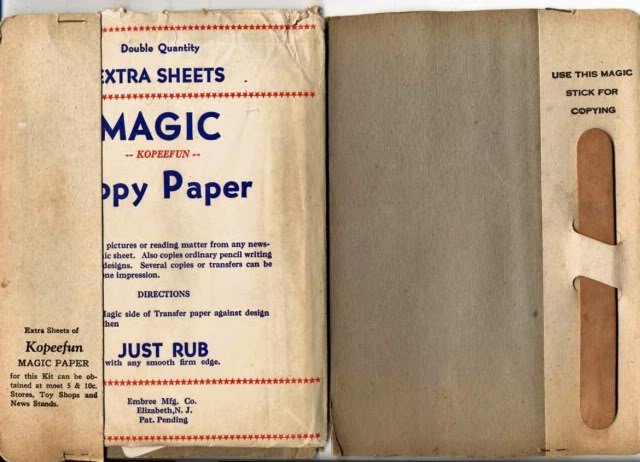 Double Quantity
EXTRA SHEETS
MAGIC
-- KOPEEFUN --
opy Paper
pictures or reading matter from any news-
ic sheet. Also copies ordinary pencil writing
designs. Several copies or transfers can be
ne impression.
DIRECTIONS
Magic side of Transfer paper against design
hen
JUST RUB
with any smooth firm edge.
Embree Mfg. Co.
Elizabeth, N. J.
Pat. Pending
Extra Sheets of
Kopeefun
MAGIC PAPER
for this Kit can be ob-
tained at most 5 & 10c.
Stores, Toy Shops and
News Stands.
USE THIS MAGIC
STICK FOR
COPYING